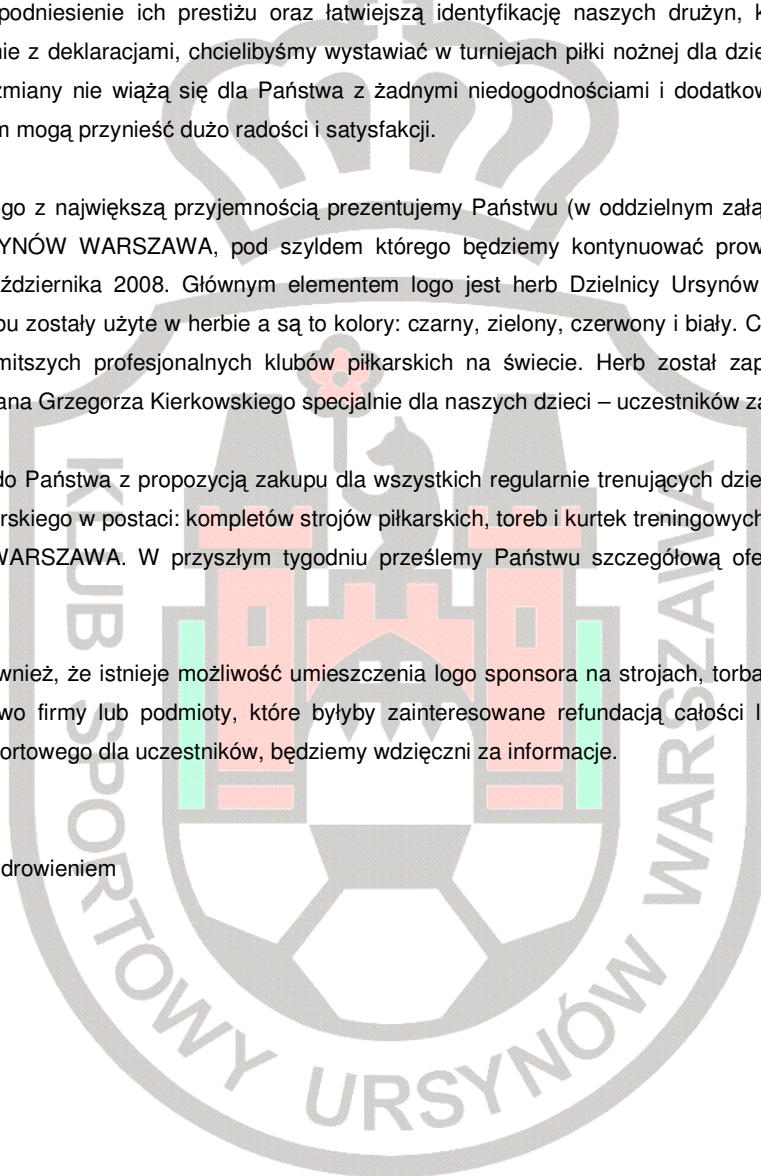 podniesienie ich prestiżu oraz łatwiejszą identyfikację naszych drużyn, k
nie z deklaracjami, chcielibyśmy wystawiać w turniejach piłki nożnej dla dzie
zmiany nie wiążą się dla Państwa z żadnymi niedogodnościami i dodatkow
m mogą przynieść dużo radości i satysfakcji.
go z największą przyjemnością prezentujemy Państwu (w oddzielnym załą
YNÓW WARSZAWA, pod szyldem którego będziemy kontynuować prow
ździernika 2008. Głównym elementem logo jest herb Dzielnicy Ursynów
bu zostały użyte w herbie a są to kolory: czarny, zielony, czerwony i biały. C
mitszych profesjonalnych klubów piłkarskich na świecie. Herb został zap
ana Grzegorza Kierkowskiego specjalnie dla naszych dzieci – uczestników za
do Państwa z propozycją zakupu dla wszystkich regularnie trenujących dzie
arskiego w postaci: kompletów strojów piłkarskich, toreb i kurtek treningowych
WARSZAWA. W przyszłym tygodniu prześlemy Państwu szczegółową ofe
wnież, że istnieje możliwość umieszczenia logo sponsora na strojach, torba
wo firmy lub podmioty, które byłyby zainteresowane refundacją całości l
ortowego dla uczestników, będziemy wdzięczni za informacje.
drowieniem
KLUB SPORTOWY URSYNÓW WARSZAWA